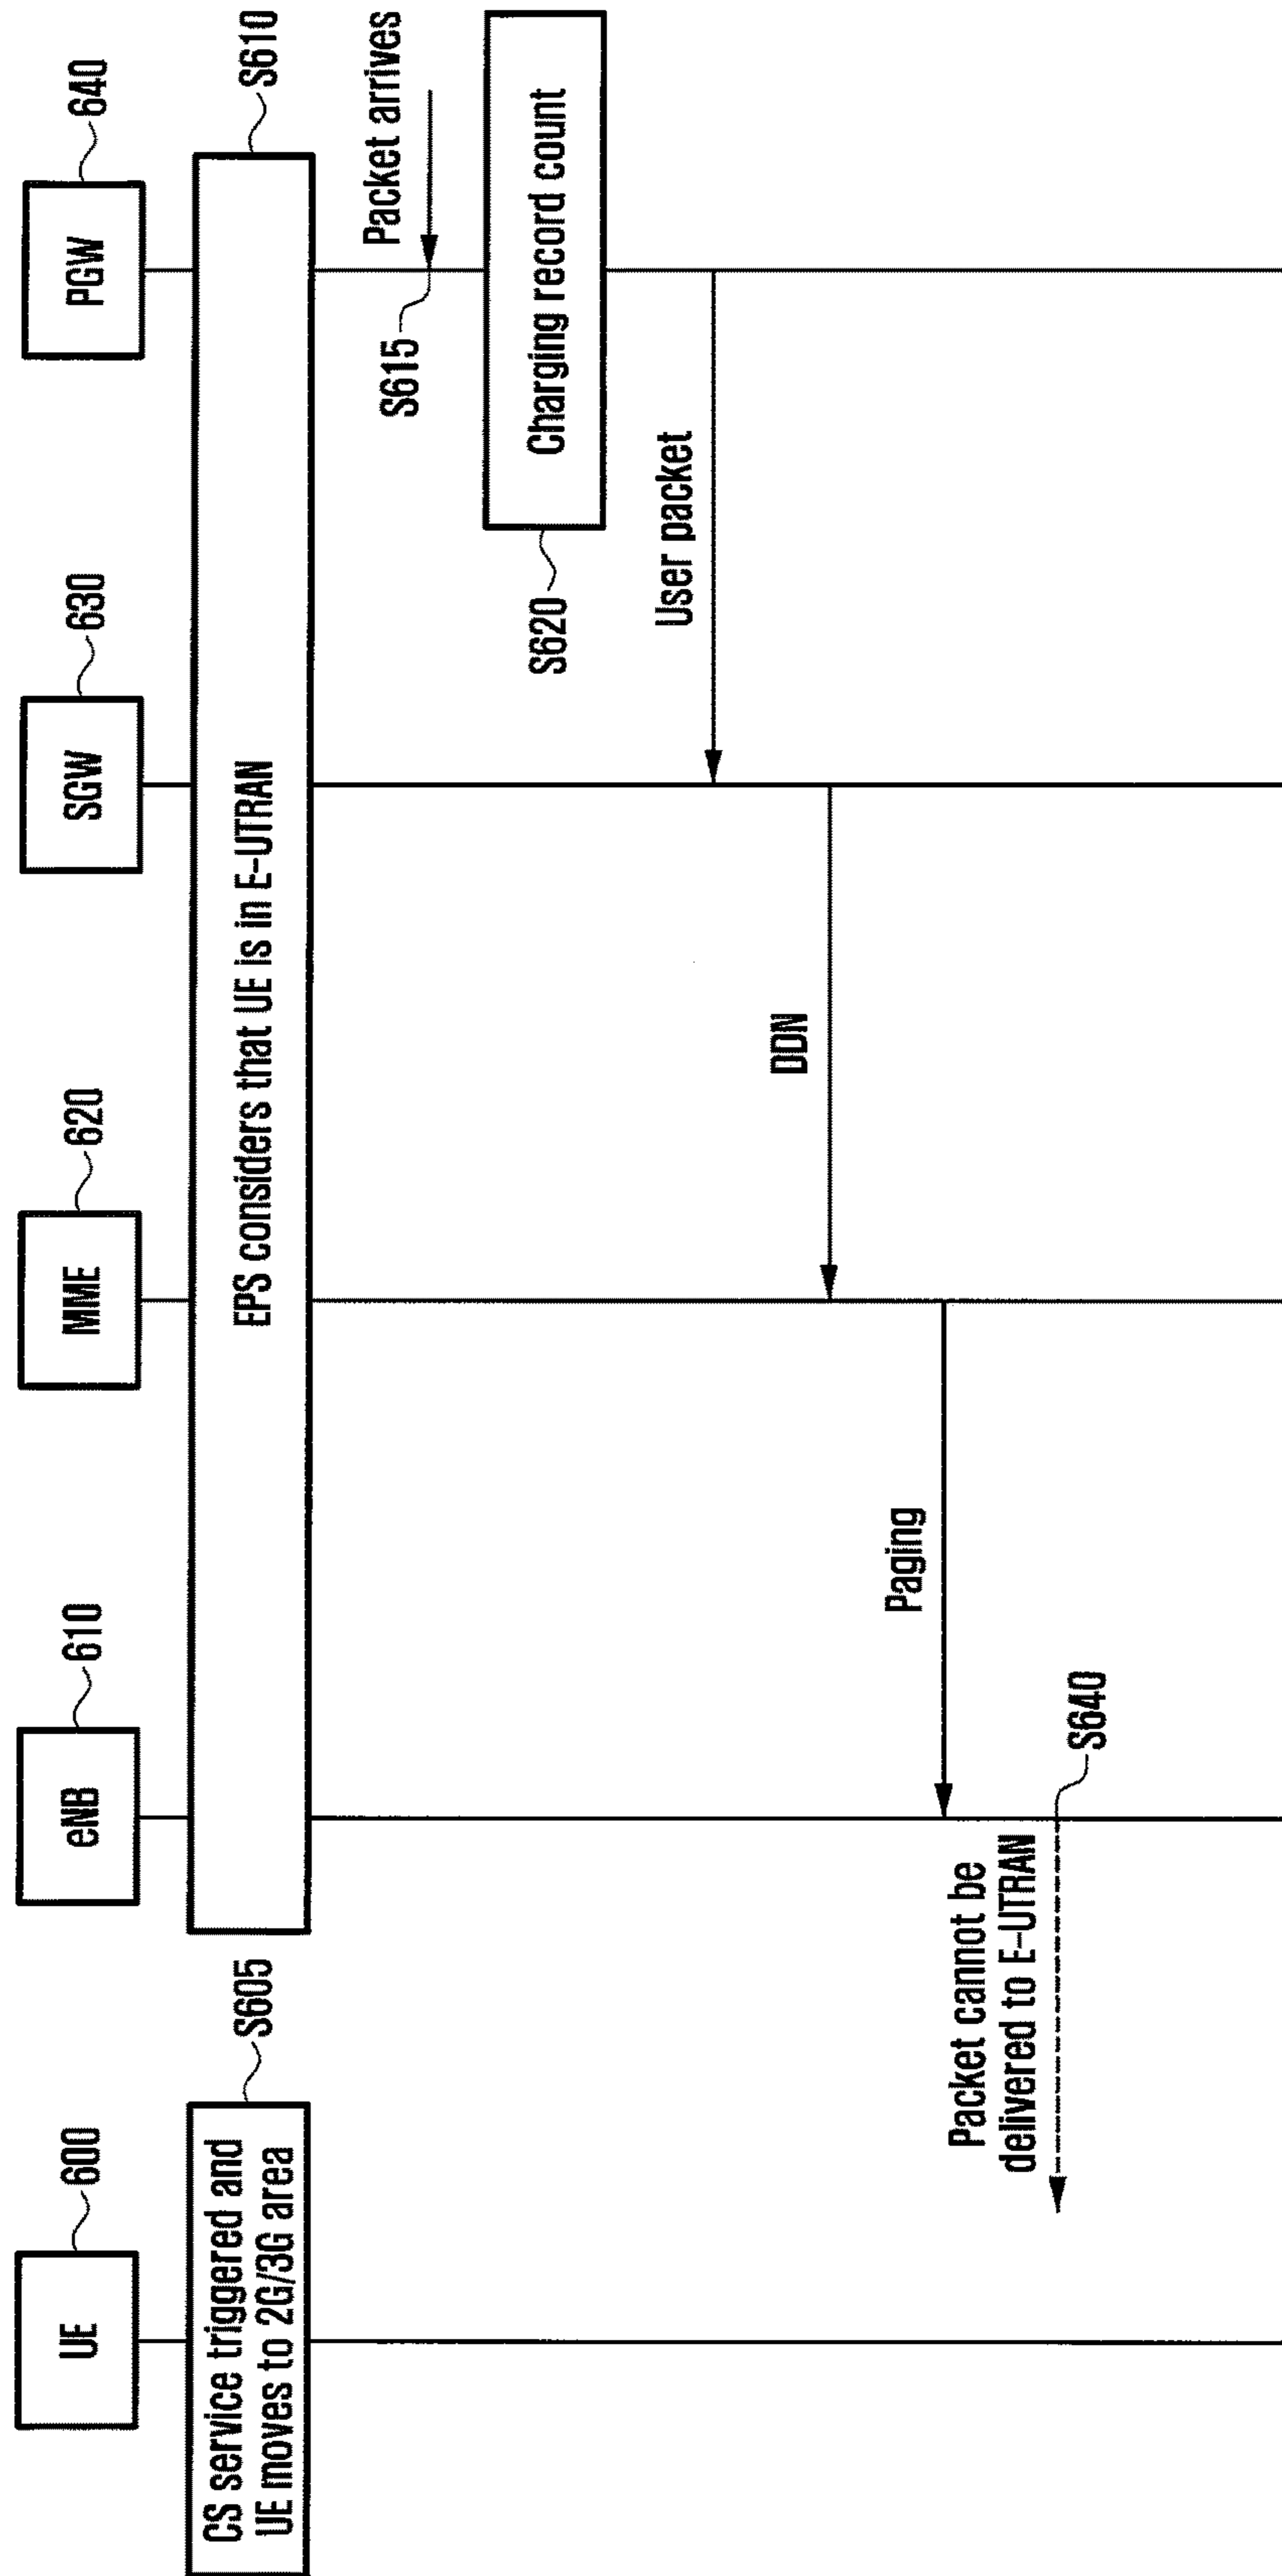 UE
600
eNB
610
MME
620
SGW
630
PGW
640
CS service triggered and
UE moves to 2G/3G area
S605
EPS considers that UE is in E-UTRAN
S610
Packet arrives
S615
Charging record count
S620
User packet
DDN
Paging
Packet cannot be
delivered to E-UTRAN
S640